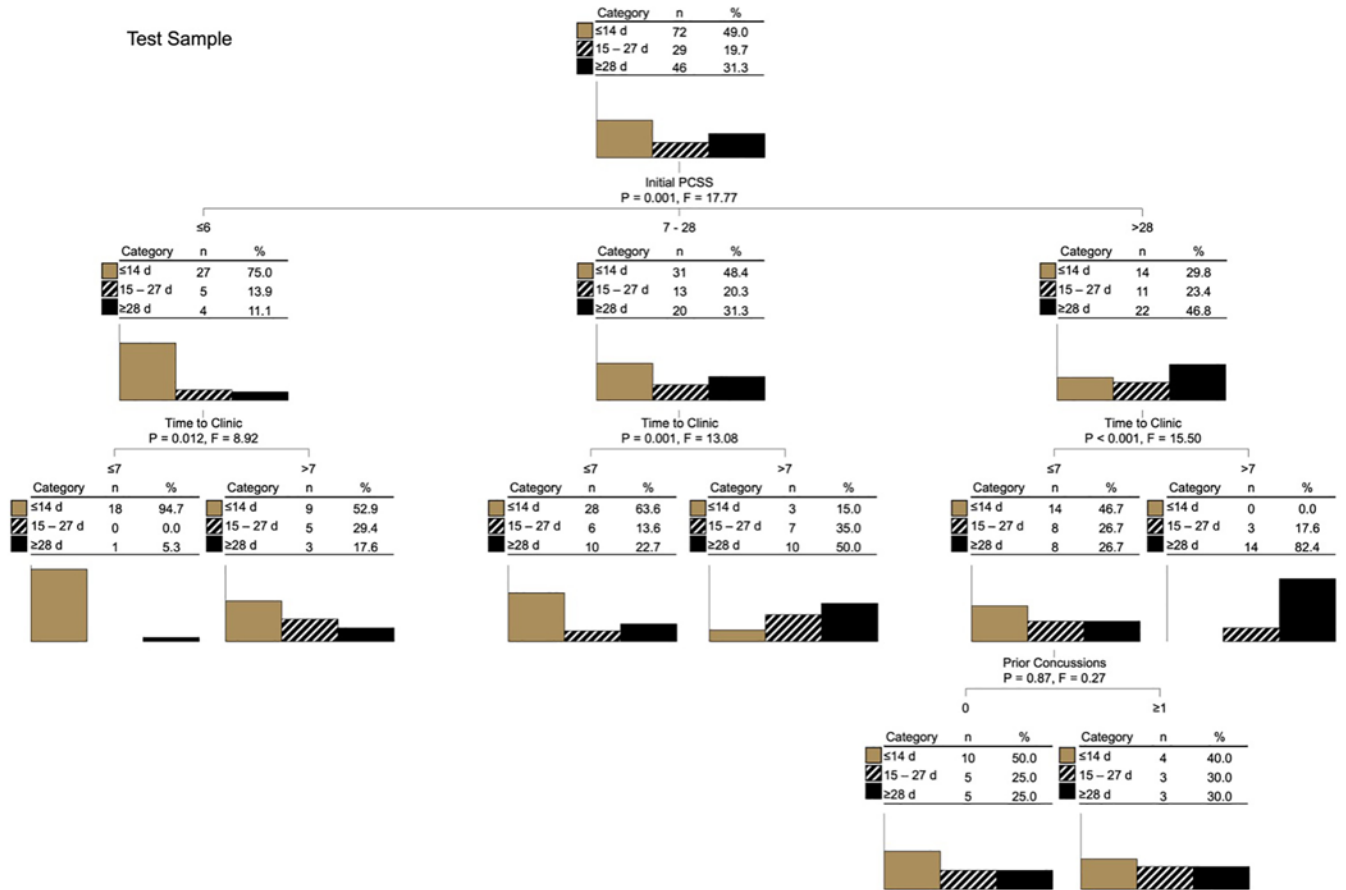 Test Sample
Category n %
≤14 d 72 49.0
15 – 27 d 29 19.7
≥28 d 46 31.3
Initial PCSS
P = 0.001, F = 17.77
≤6
7 - 28
>28
Category n %
≤14 d 27 75.0
15 – 27 d 5 13.9
≥28 d 4 11.1
Category n %
≤14 d 31 48.4
15 – 27 d 13 20.3
≥28 d 20 31.3
Category n %
≤14 d 14 29.8
15 – 27 d 11 23.4
≥28 d 22 46.8
Time to Clinic
P = 0.012, F = 8.92
Time to Clinic
P = 0.001, F = 13.08
Time to Clinic
P < 0.001, F = 15.50
≤7
>7
≤7
>7
≤7
>7
Category n %
≤14 d 18 94.7
15 – 27 d 0 0.0
≥28 d 1 5.3
Category n %
≤14 d 9 52.9
15 – 27 d 5 29.4
≥28 d 3 17.6
Category n %
≤14 d 28 63.6
15 – 27 d 6 13.6
≥28 d 10 22.7
Category n %
≤14 d 3 15.0
15 – 27 d 7 35.0
≥28 d 10 50.0
Category n %
≤14 d 14 46.7
15 – 27 d 8 26.7
≥28 d 8 26.7
Category n %
≤14 d 0 0.0
15 – 27 d 3 17.6
≥28 d 14 82.4
Prior Concussions
P = 0.87, F = 0.27
0
≥1
Category n %
≤14 d 10 50.0
15 – 27 d 5 25.0
≥28 d 5 25.0
Category n %
≤14 d 4 40.0
15 – 27 d 3 30.0
≥28 d 3 30.0